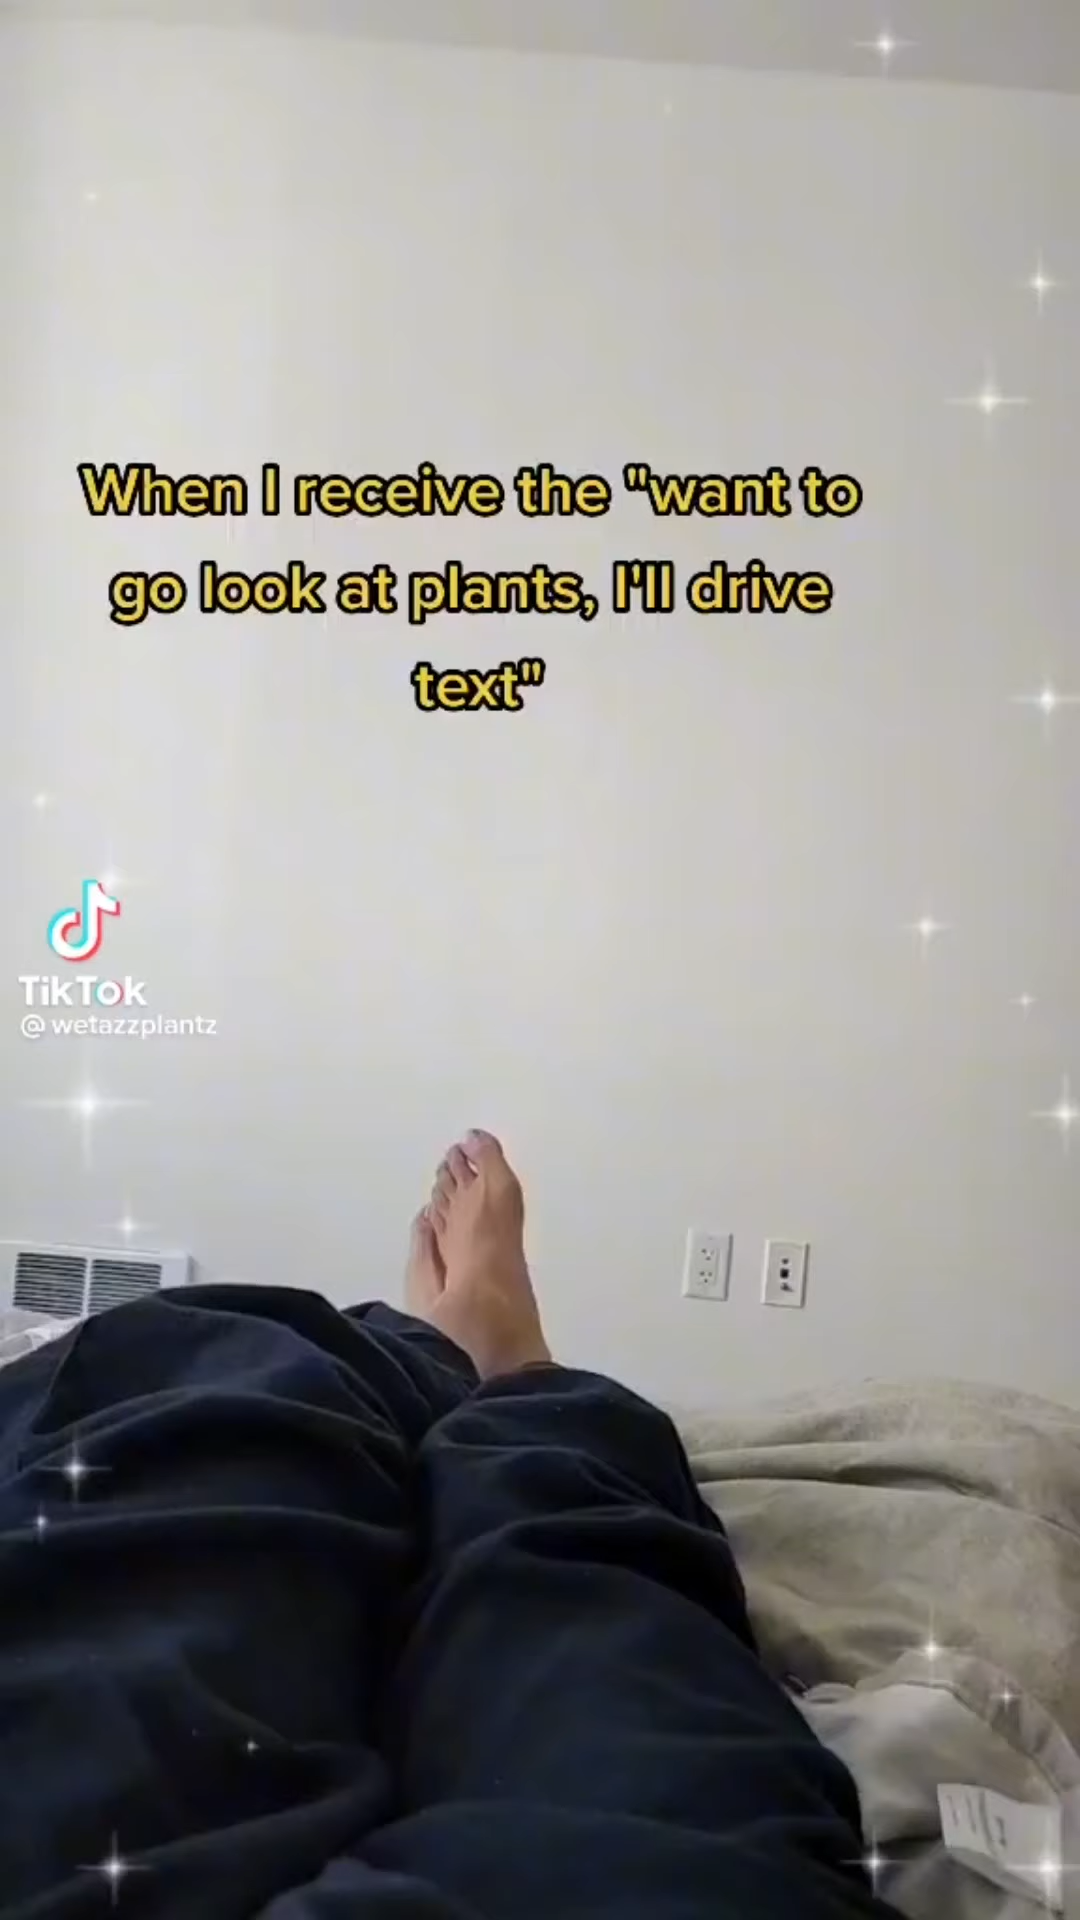 When I receive the "want to
go look at plants, I'll drive
text"
TikTok
@wetazzplantz